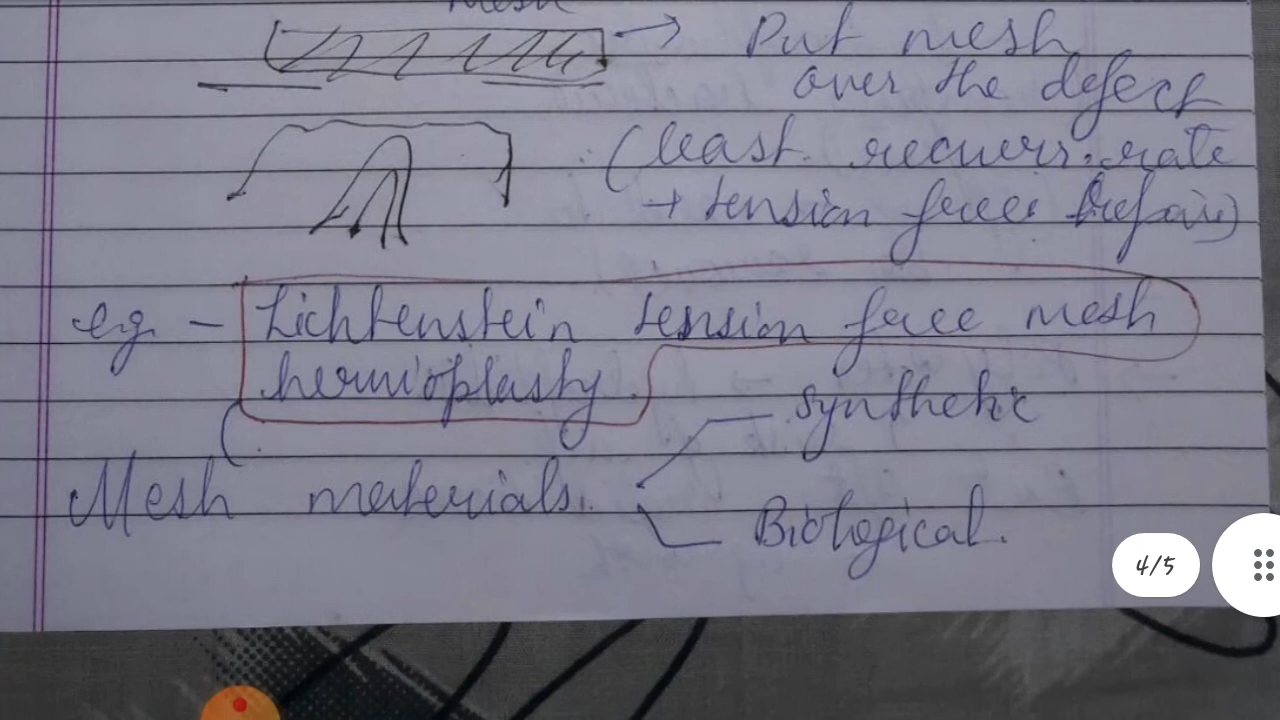 Mesh
→ Put mesh
over the defect
(least. recurr. rate
+ tension free repair)
eg. - Lichtenstein tension free mesh
hernioplasty.
synthetic
Mesh materials.
Biological.
4/5